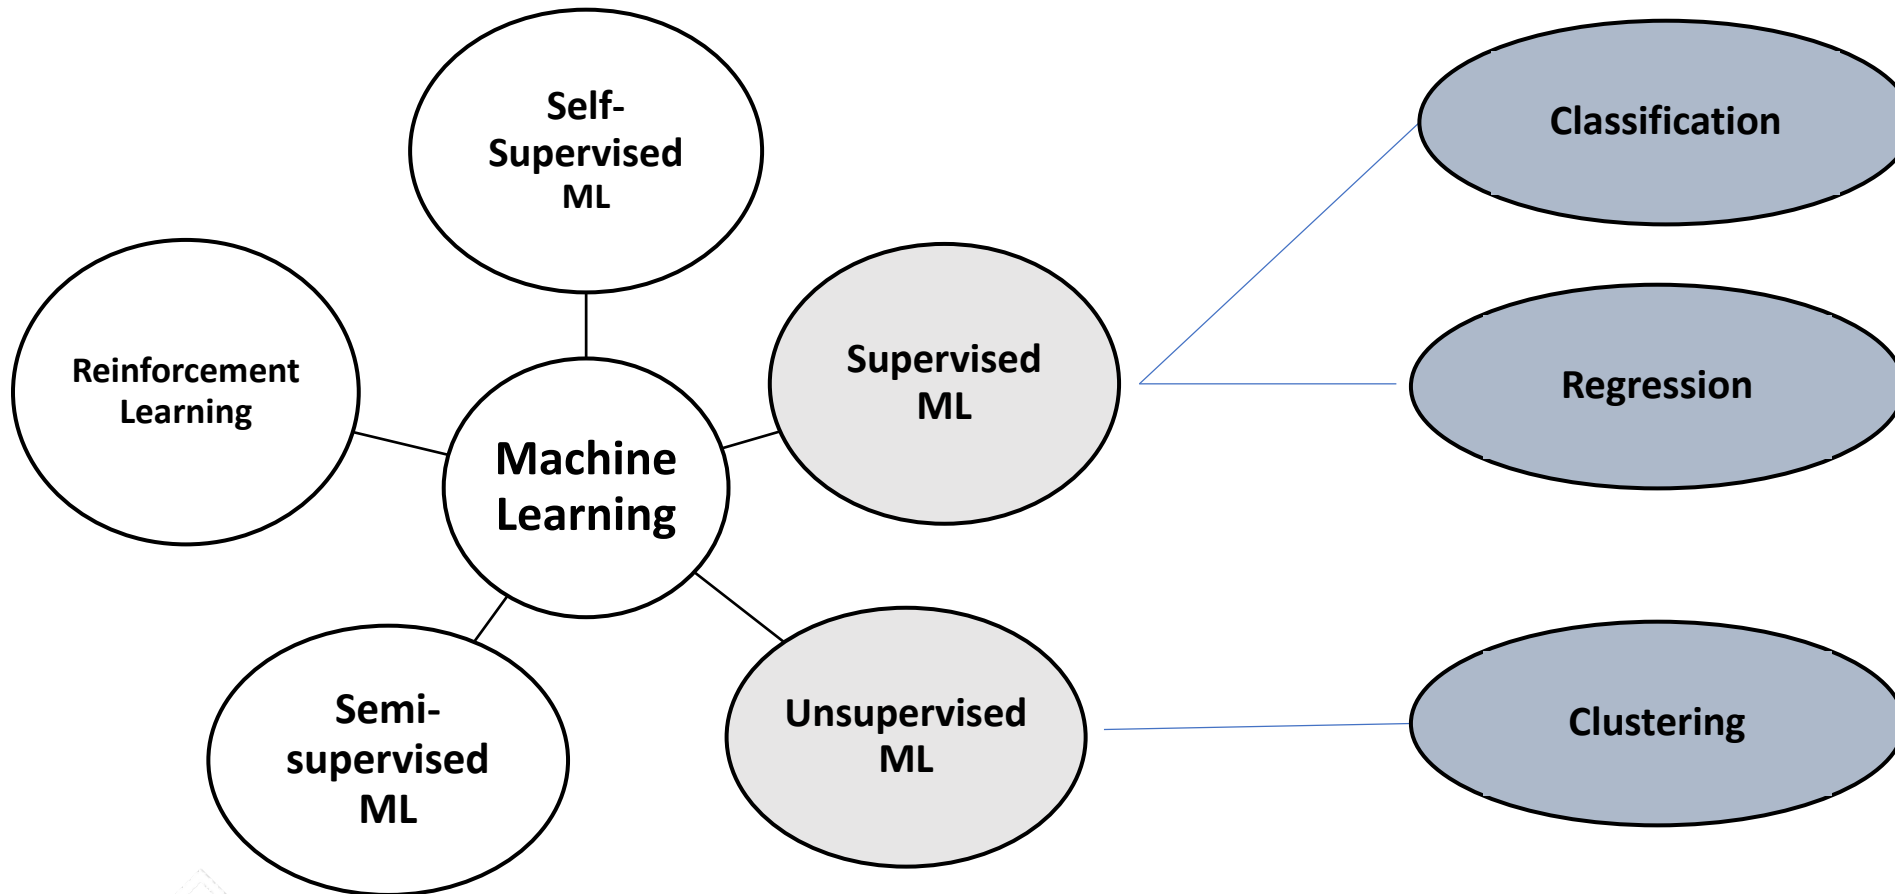 Self-
Supervised
ML
Classification
Reinforcement
Learning
Supervised
ML
Regression
Machine
Learning
Semi-
supervised
ML
Unsupervised
ML
Clustering